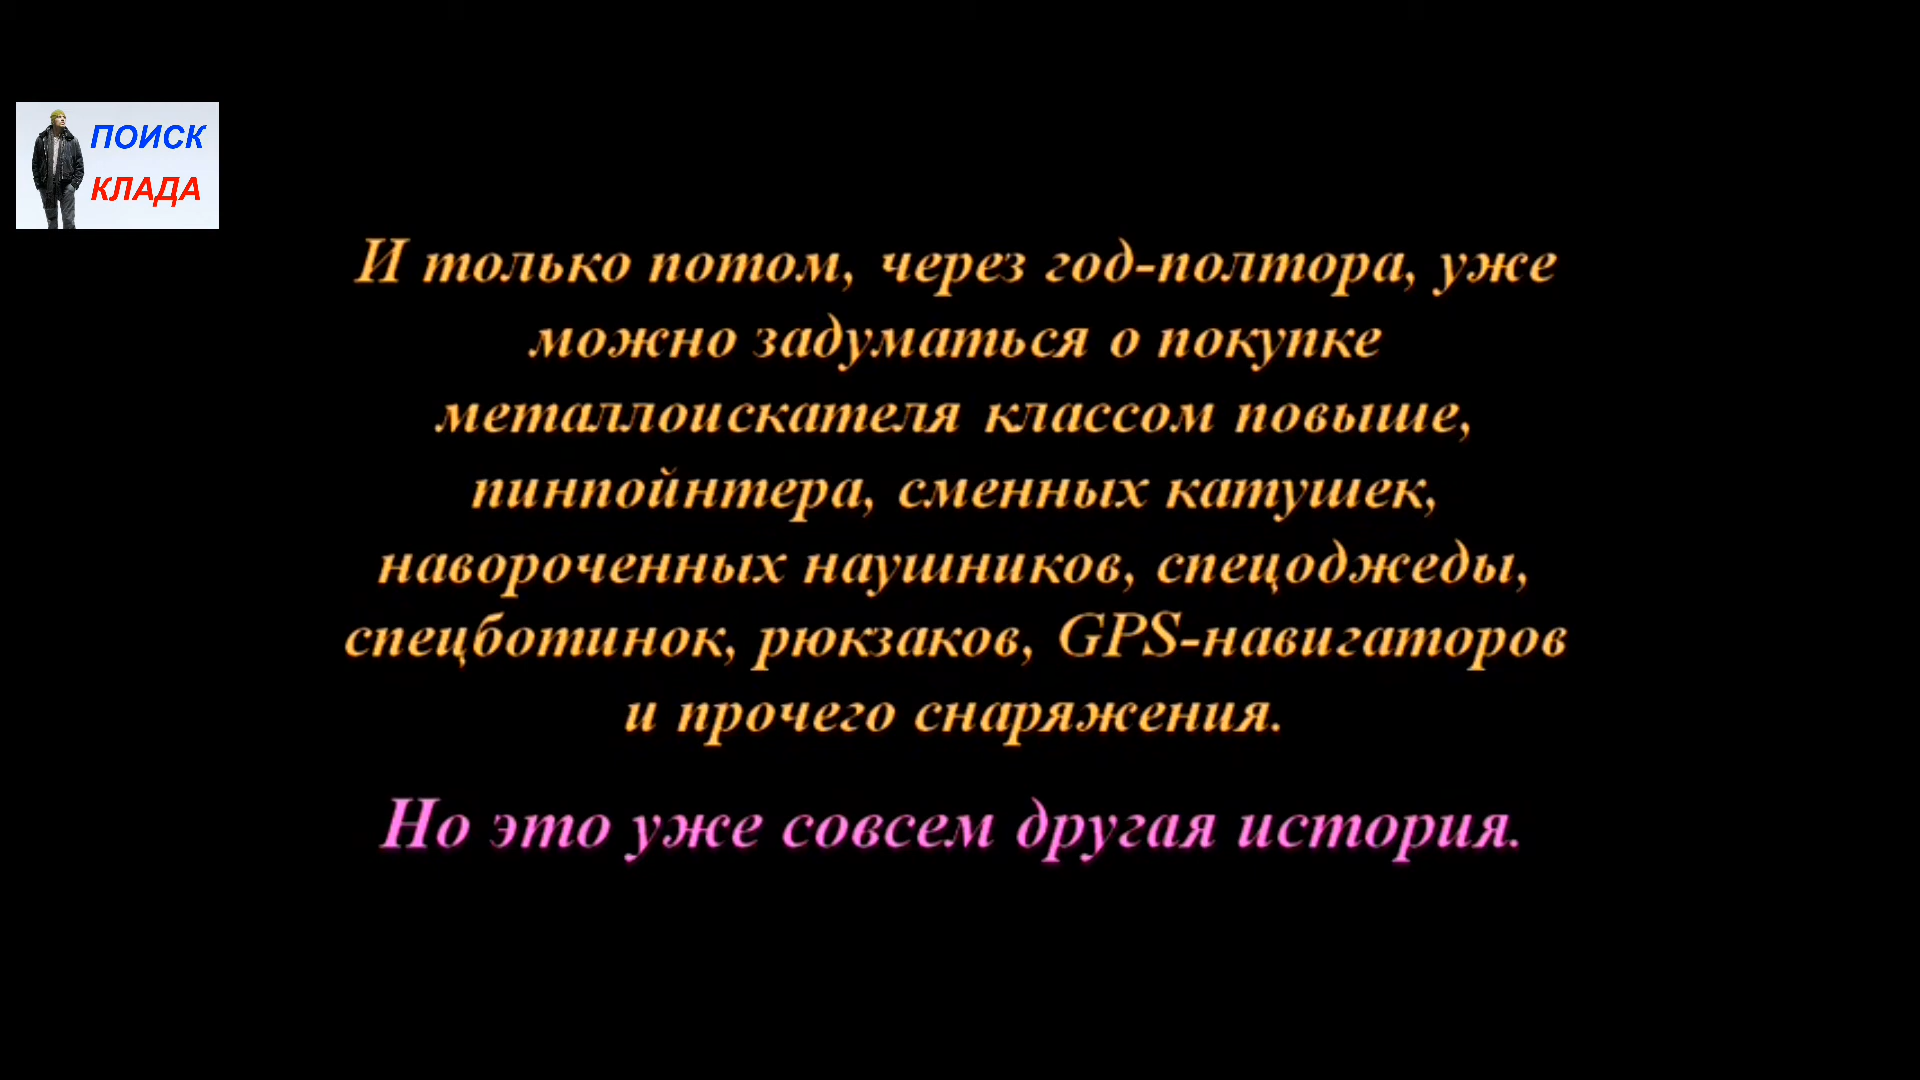 ПОИСК
КЛАДА
И только потом, через год-полтора, уже
можно задуматься о покупке
металлоискателя классом повыше,
пинпойнтера, сменных катушек,
навороченных наушников, спецоджеды,
спецботинок, рюкзаков, GPS-навигаторов
и прочего снаряжения.
Но это уже совсем другая история.